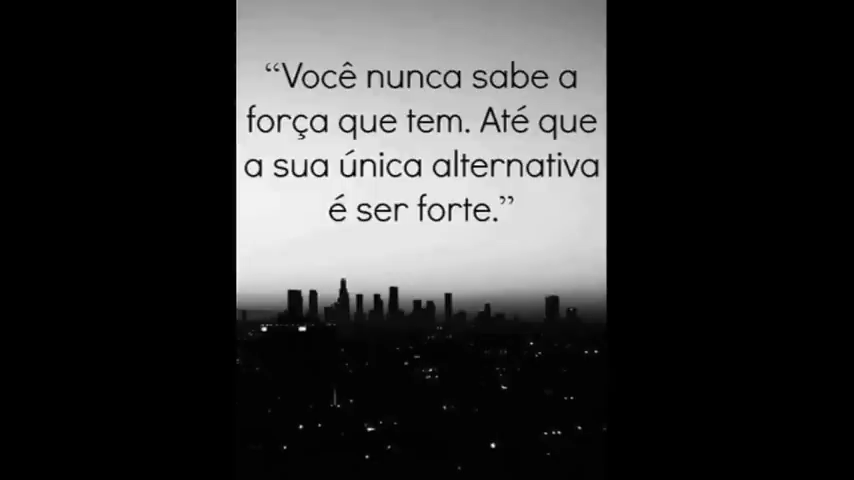 “Você nunca sabe a
força que tem. Até que
a sua única alternativa
é ser forte.”